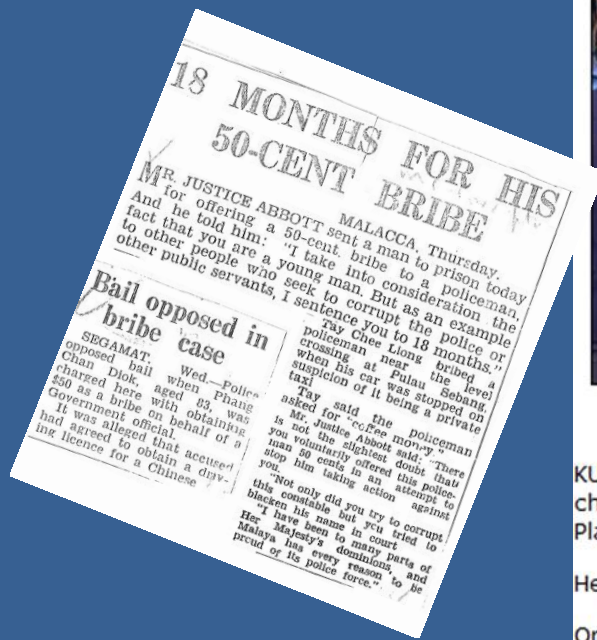 18 MONTHS FOR HIS
50-CENT BRIBE
MALACCA, Thursday.
MR. JUSTICE ABBOTT sent a man to prison today
for offering a 50-cent. bribe to a policeman.
And he told him: "I take into consideration the
fact that you are a young man. But as an example
to other people who seek to corrupt the police or
other public servants, I sentence you to 18 months."
Tay Chee Liong bribed a
policeman near the level
crossing at Pulau Sebang,
when his car was stopped on
suspicion of it being a private
taxi
Tay said the policeman
asked for "coffee money."
Mr. Justice Abbott said: "There
is not the slightest doubt that
you voluntarily offered this police-
man 50 cents in an attempt to
stop him taking action against
you.
"Not only did you try to corrupt
this constable but you tried to
blacken his name in court
"I have been to many parts of
Her Majesty's dominions, and
Malaya has every reason to be
proud of its police force."
Bail opposed in
bribe case
SEGAMAT, Wed.—Police
opposed bail when Phang
Chan Diok, aged 33, was
charged here with obtaining
$50 as a bribe on behalf of a
Government official.
It was alleged that accused
had agreed to obtain a driv-
ing licence for a Chinese
KU
ch
Pla
He
On